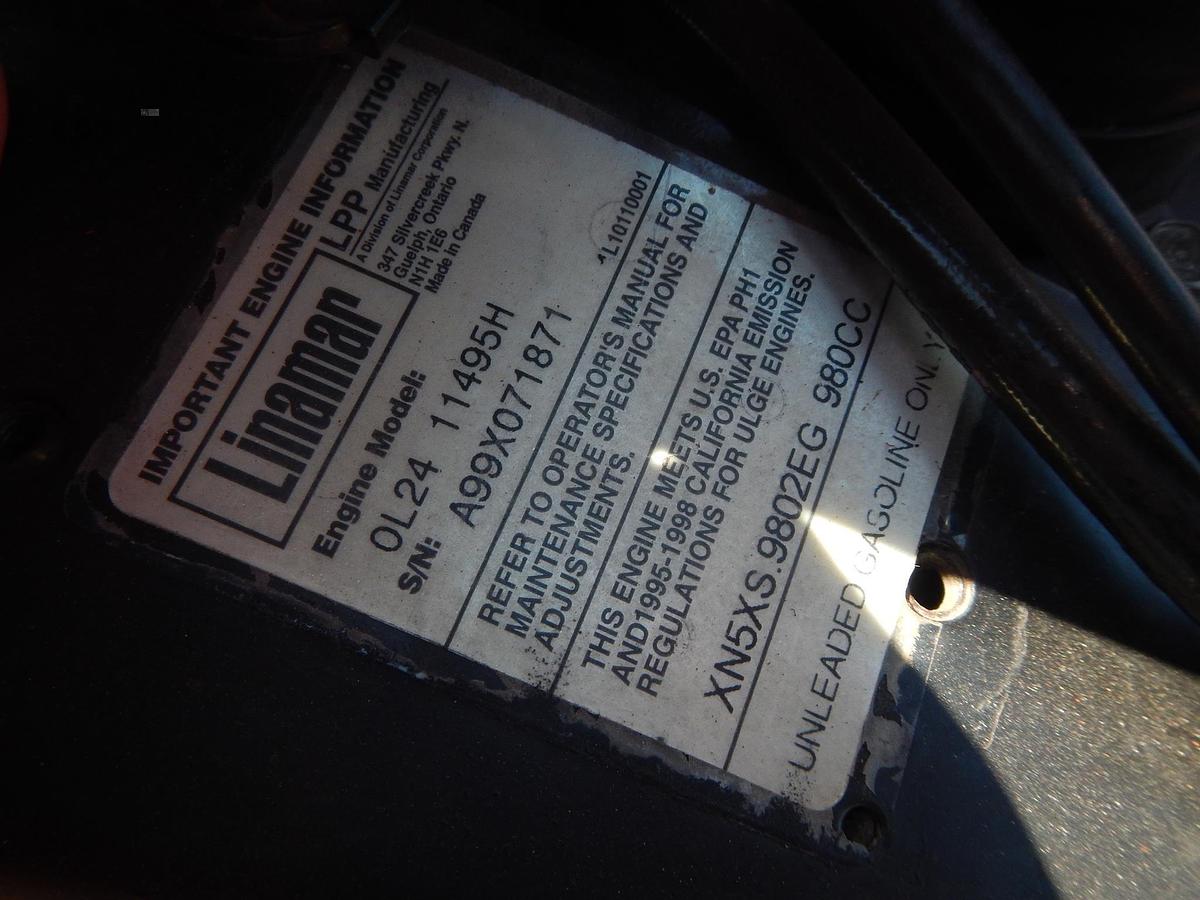 IMPORTANT ENGINE INFORMATION
Linamar
LPP Manufacturing
A Division of Linamar Corporation
347 Silvercreek Pkwy. N.
Guelph, Ontario
N1H 1E6
Made in Canada
Engine Model:
OL24 11495H
S/N: A99X071871
L10110001
REFER TO OPERATOR'S MANUAL FOR
MAINTENANCE SPECIFICATIONS AND
ADJUSTMENTS.
THIS ENGINE MEETS U.S. EPA PH1
AND1995-1998 CALIFORNIA EMISSION
REGULATIONS FOR ULGE ENGINES.
XN5XS.9802EG 980CC
UNLEADED GASOLINE ONLY